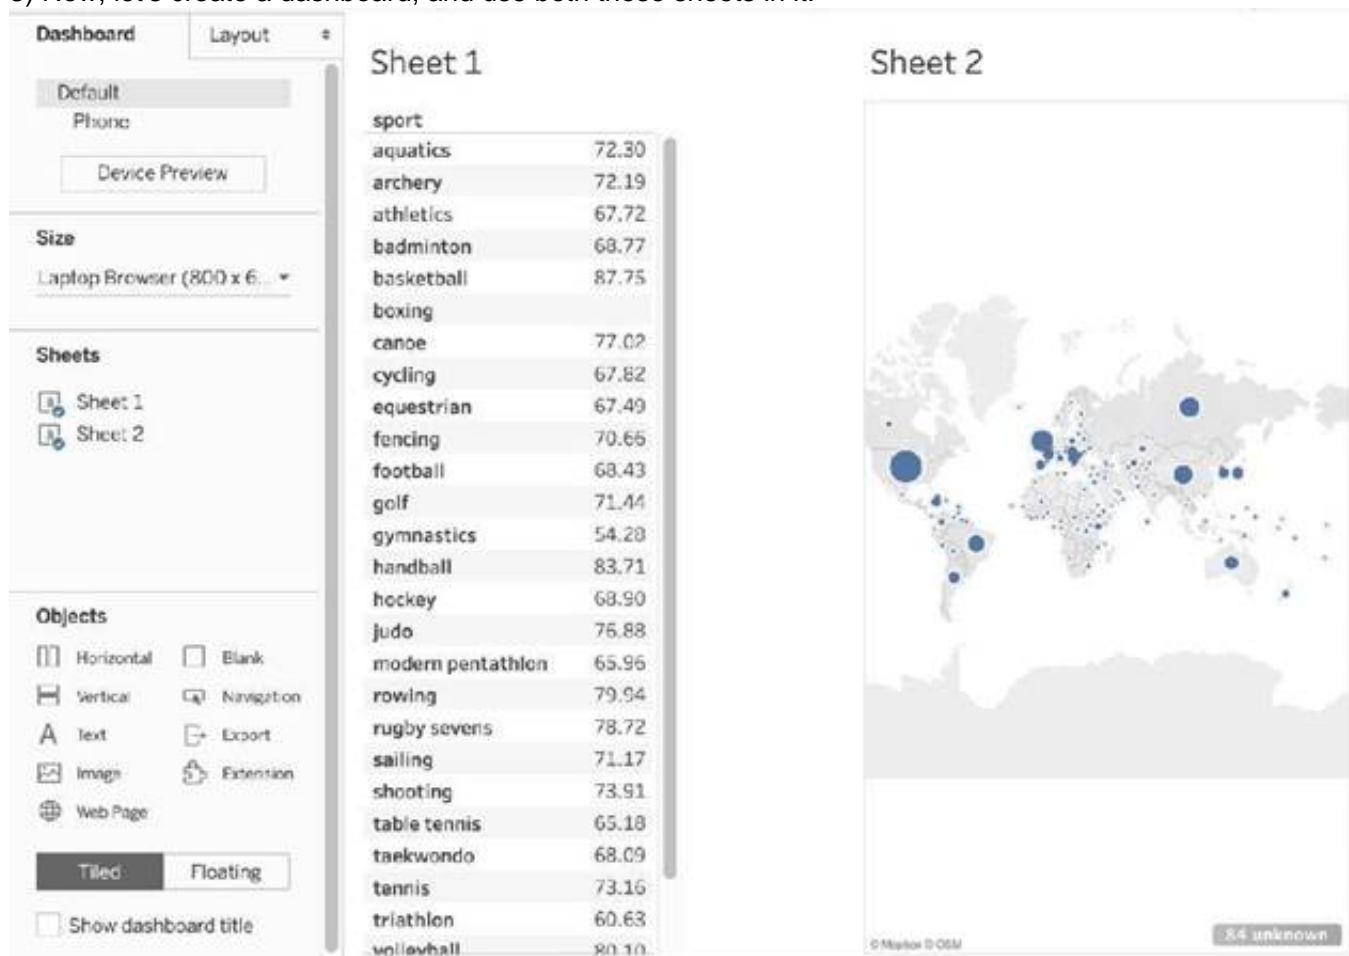 Dashboard
Layout
Default
Phone
Device Preview
Size
Laptop Browser (800 x 6...
Sheets
Sheet 1
Sheet 2
Objects
Horizontal
Blank
Vertical
Navigation
Text
Export
Image
Extension
Web Page
Tiled
Floating
Show dashboard title
Sheet 1
sport
aquatics 72.30
archery 72.19
athletics 67.72
badminton 68.77
basketball 87.75
boxing
canoe 77.02
cycling 67.82
equestrian 67.49
fencing 70.66
football 68.43
golf 71.44
gymnastics 54.28
handball 83.71
hockey 68.90
judo 76.88
modern pentathlon 65.96
rowing 79.94
rugby sevens 78.72
sailing 71.17
shooting 73.91
table tennis 65.18
taekwondo 68.09
tennis 73.16
triathlon 60.63
volleyball 80.10
Sheet 2
© Mapbox © OSM
84 unknown